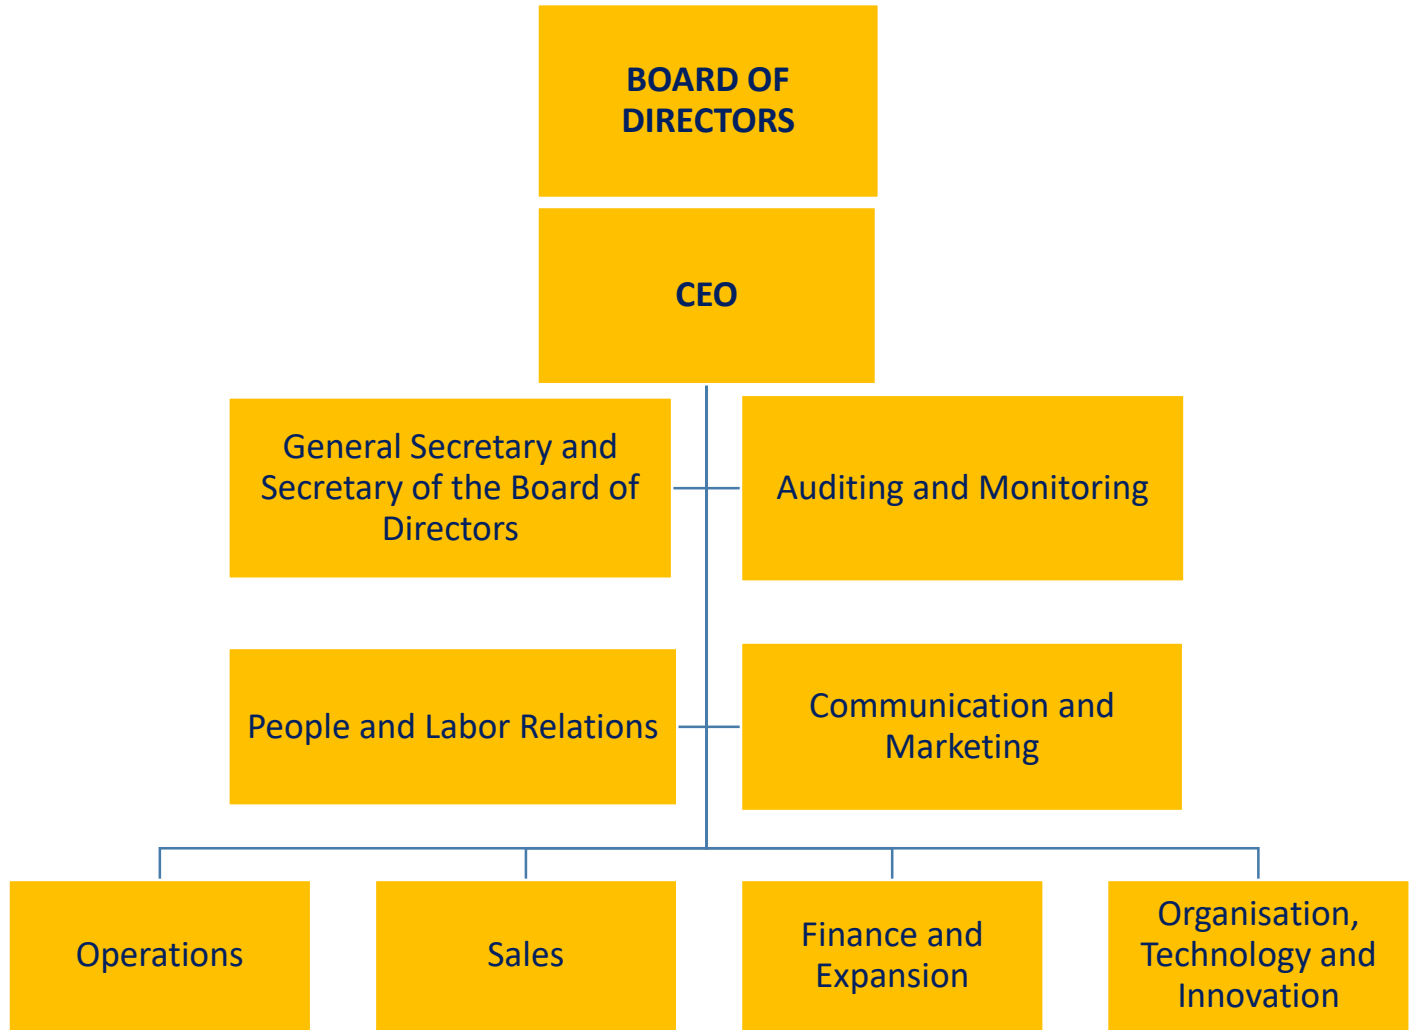 BOARD OF
DIRECTORS
CEO
General Secretary and
Secretary of the Board of
Directors
Auditing and Monitoring
People and Labor Relations
Communication and
Marketing
Operations
Sales
Finance and
Expansion
Organisation,
Technology and
Innovation